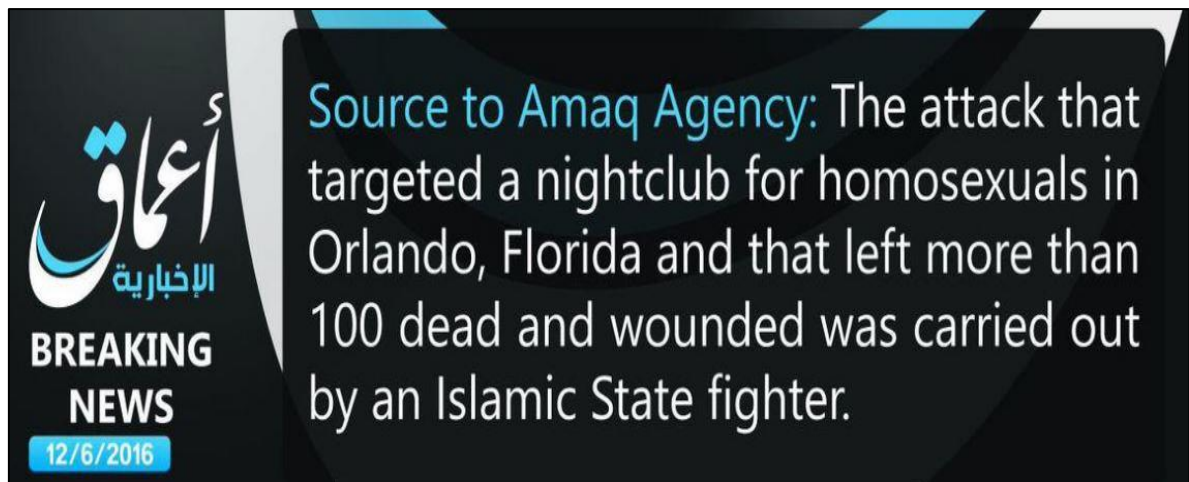 أعماق
الإخبارية
BREAKING
NEWS
12/6/2016
Source to Amaq Agency: The attack that
targeted a nightclub for homosexuals in
Orlando, Florida and that left more than
100 dead and wounded was carried out
by an Islamic State fighter.